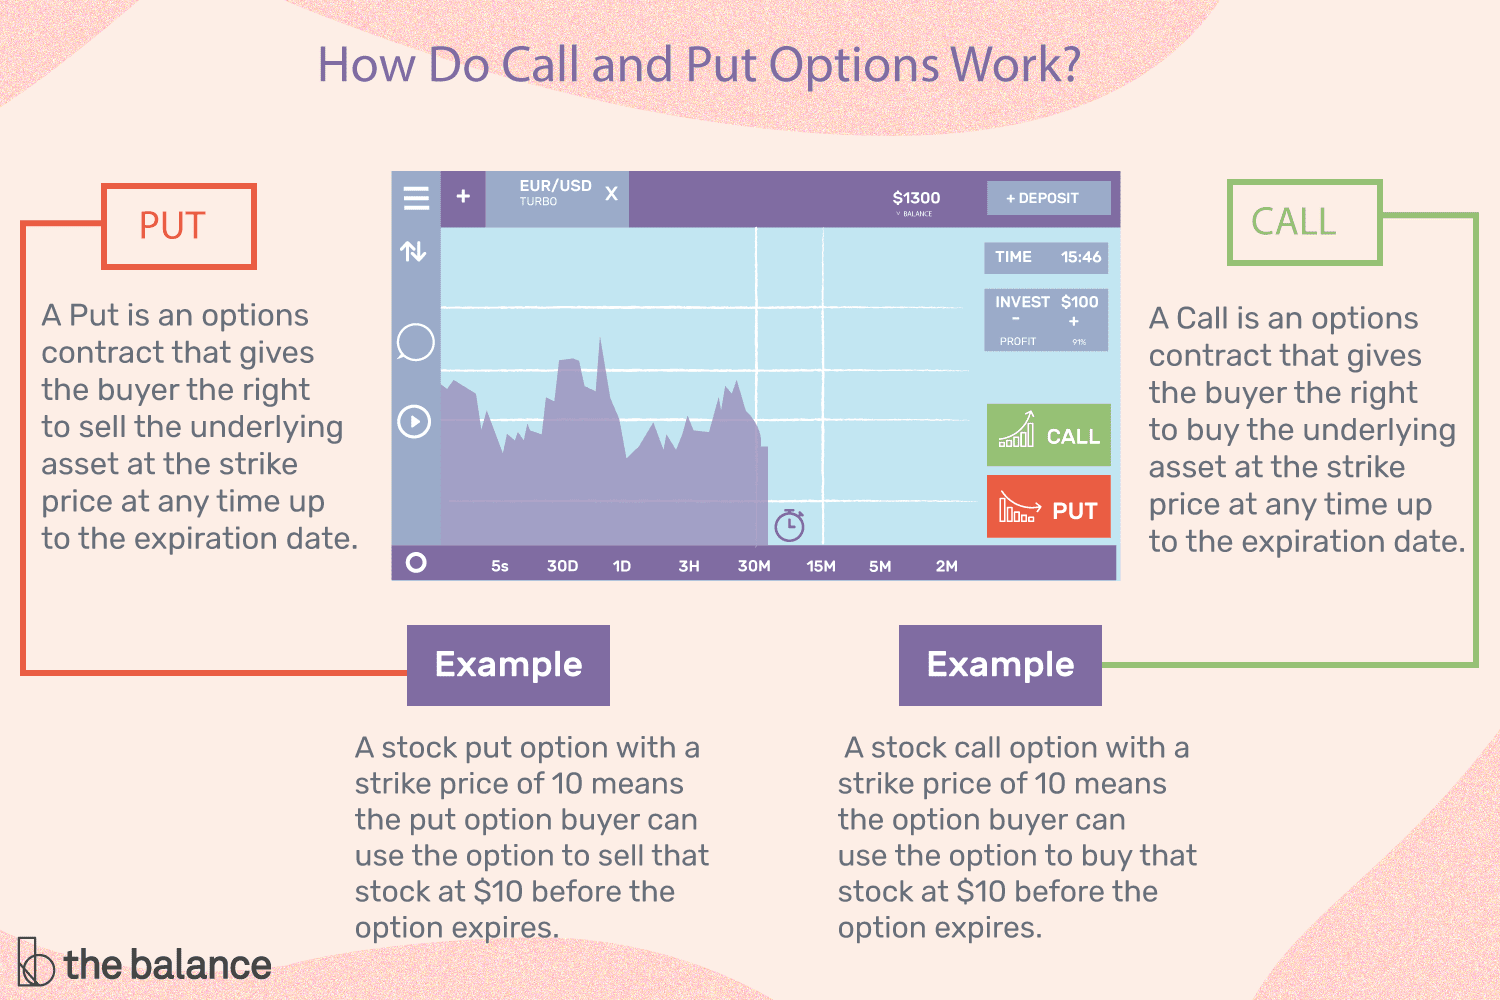 How Do Call and Put Options Work?
PUT
A Put is an options
contract that gives
the buyer the right
to sell the underlying
asset at the strike
price at any time up
to the expiration date.
+
EUR/USD
TURBO
X
$1300
BALANCE
+ DEPOSIT
TIME 15:46
INVEST $100
- +
PROFIT 91%
CALL
PUT
5s 30D 1D 3H 30M 15M 5M 2M
CALL
A Call is an options
contract that gives
the buyer the right
to buy the underlying
asset at the strike
price at any time up
to the expiration date.
Example
A stock put option with a
strike price of 10 means
the put option buyer can
use the option to sell that
stock at $10 before the
option expires.
Example
A stock call option with a
strike price of 10 means
the option buyer can
use the option to buy that
stock at $10 before the
option expires.
the balance